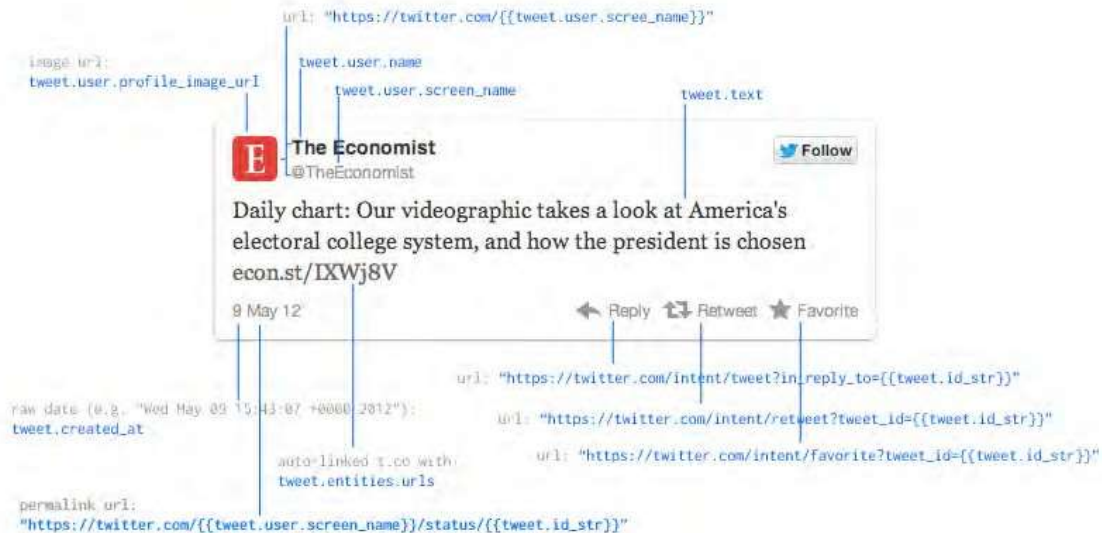 url: "https://twitter.com/{{tweet.user.scree_name}}"
image url:
tweet.user.profile_image_url
tweet.user.name
tweet.user.screen_name
tweet.text
E
The Economist
@TheEconomist
Follow
Daily chart: Our videographic takes a look at America's
electoral college system, and how the president is chosen
econ.st/IXWj8V
9 May 12
Reply
Retweet
Favorite
url: "https://twitter.com/intent/tweet?in_reply_to={{tweet.id_str}}"
raw date (e.g. "Wed May 09 15:43:07 +0000 2012"):
tweet.created_at
url: "https://twitter.com/intent/retweet?tweet_id={{tweet.id_str}}"
url: "https://twitter.com/intent/favorite?tweet_id={{tweet.id_str}}"
auto-linked t.co with
tweet.entities.urls
permalink url:
"https://twitter.com/{{tweet.user.screen_name}}/status/{{tweet.id_str}}"